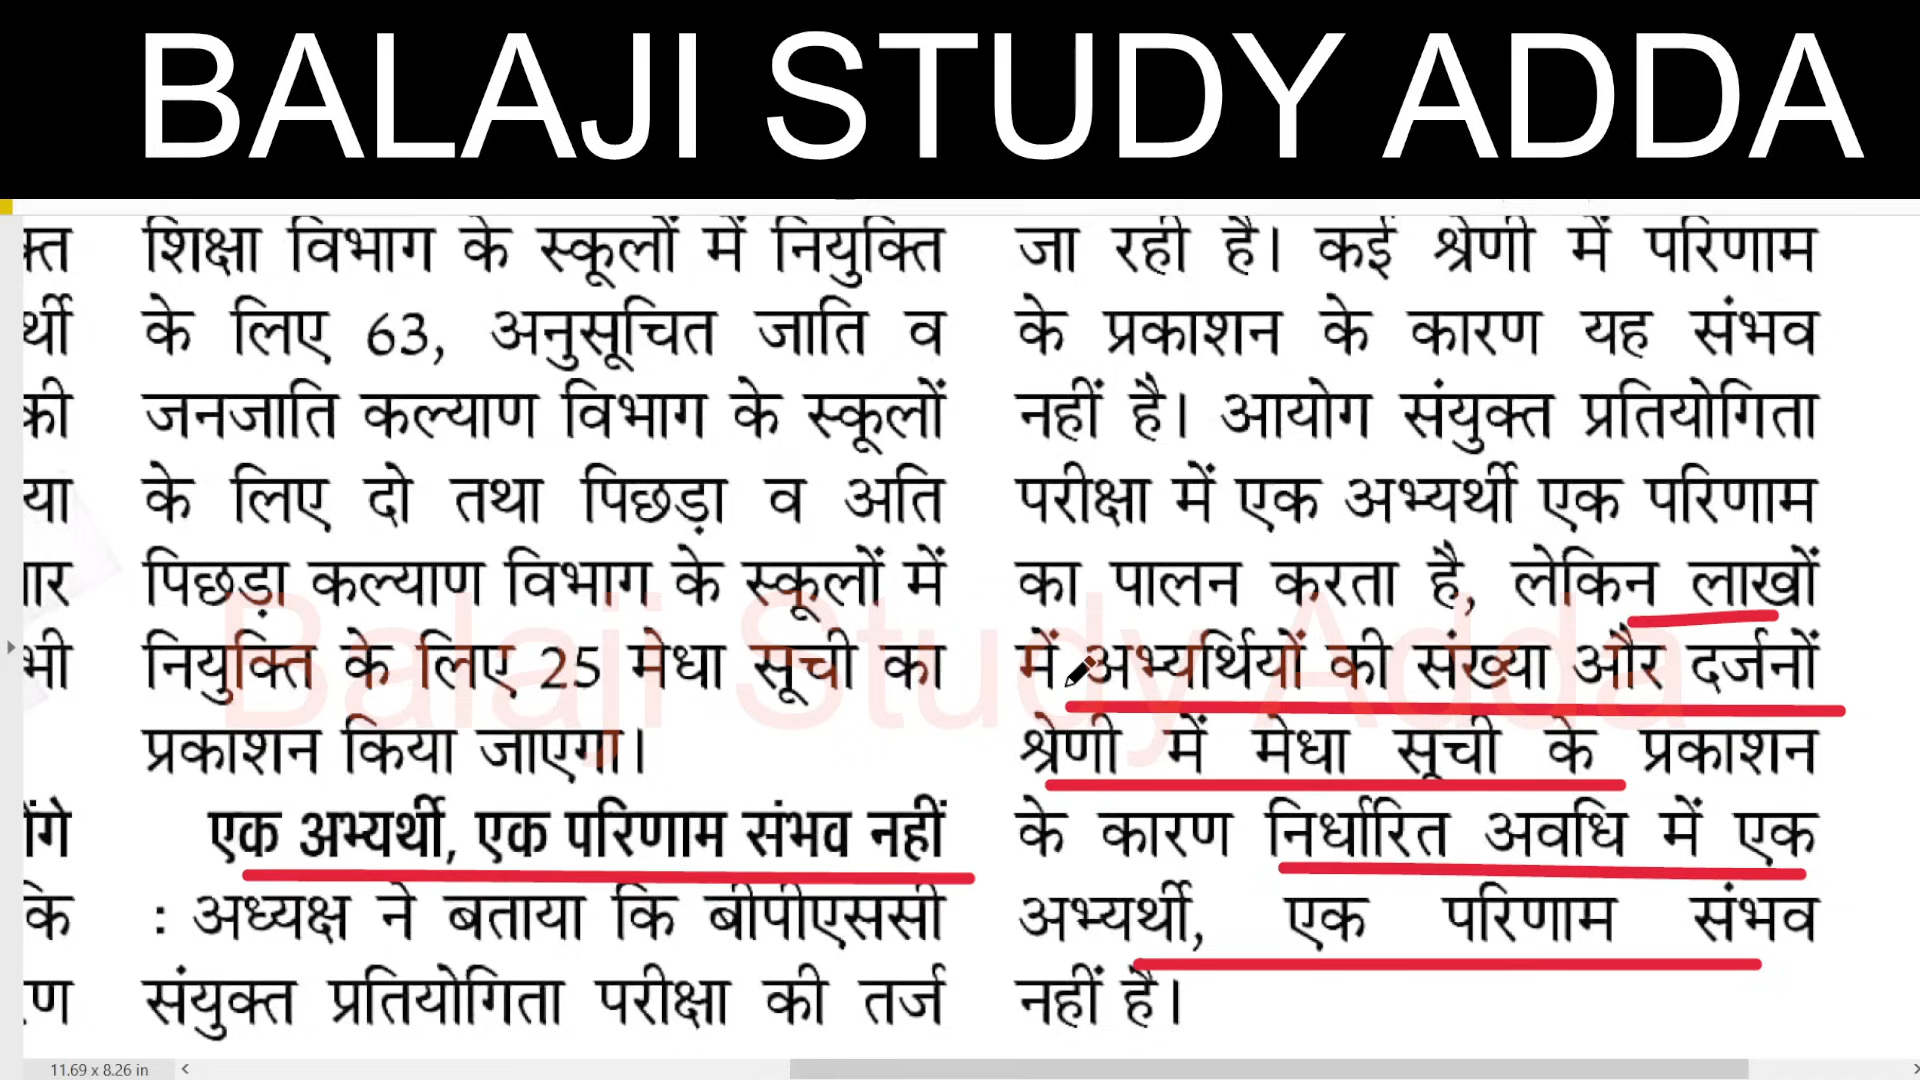 BALAJI STUDY ADDA
क्त
र्थी
की
या
भी
कि
शिक्षा विभाग के स्कूलों में नियुक्ति
के लिए 63, अनुसूचित जाति व
जनजाति कल्याण विभाग के स्कूलों
के लिए दो तथा पिछड़ा व अति
पिछड़ा कल्याण विभाग के स्कूलों में
नियुक्ति के लिए 25 मेधा सूची का
प्रकाशन किया जाएगा।
एक अभ्यर्थी, एक परिणाम संभव नहीं
: अध्यक्ष ने बताया कि बीपीएससी
संयुक्त प्रतियोगिता परीक्षा की तर्ज
जा रही है। कई श्रेणी में परिणाम
के प्रकाशन के कारण यह संभव
नहीं है। आयोग संयुक्त प्रतियोगिता
परीक्षा में एक अभ्यर्थी एक परिणाम
का पालन करता है, लेकिन लाखों
में अभ्यर्थियों की संख्या और दर्जनों
श्रेणी में मेधा सूची के प्रकाशन
के कारण निर्धारित अवधि में एक
अभ्यर्थी, एक परिणाम संभव
नहीं है।
Balaji Study Adda
11.69 x 8.26 in